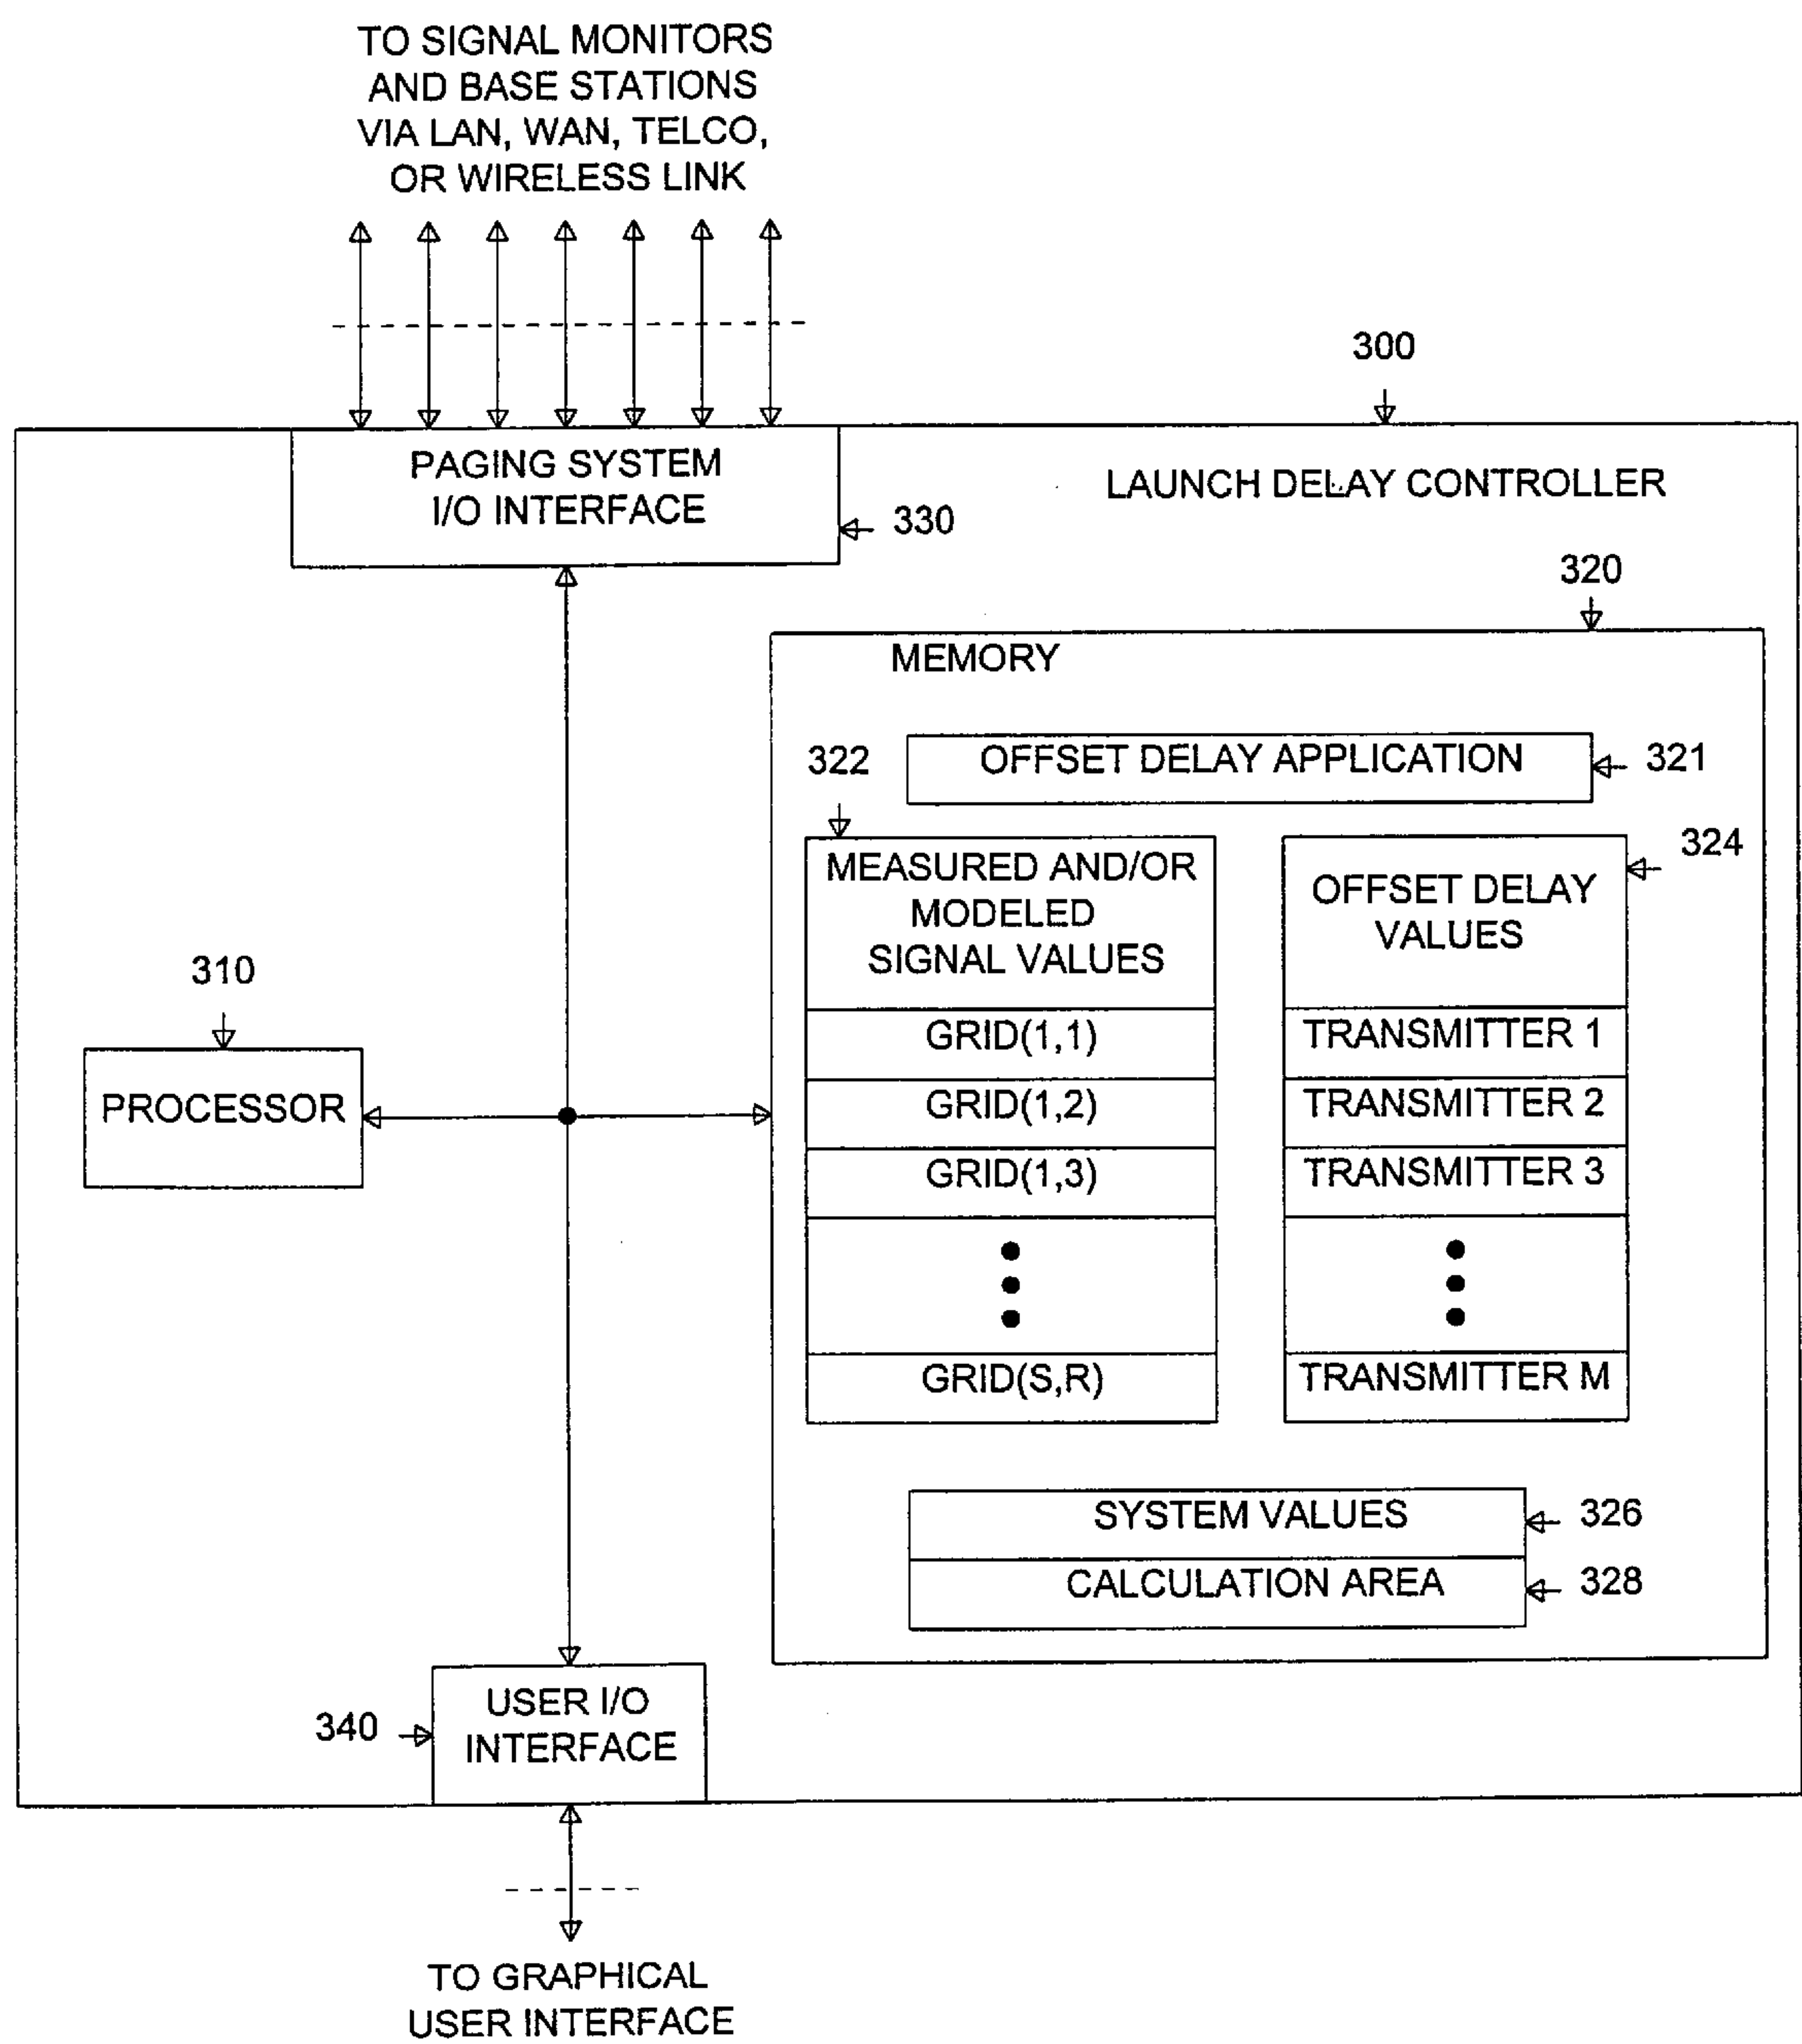 TO SIGNAL MONITORS
AND BASE STATIONS
VIA LAN, WAN, TELCO,
OR WIRELESS LINK
300
PAGING SYSTEM
I/O INTERFACE
330
LAUNCH DELAY CONTROLLER
320
MEMORY
OFFSET DELAY APPLICATION
321
322
MEASURED AND/OR
MODELED
SIGNAL VALUES
GRID(1,1)
GRID(1,2)
GRID(1,3)
GRID(S,R)
324
OFFSET DELAY
VALUES
TRANSMITTER 1
TRANSMITTER 2
TRANSMITTER 3
TRANSMITTER M
310
PROCESSOR
SYSTEM VALUES
326
CALCULATION AREA
328
340
USER I/O
INTERFACE
TO GRAPHICAL
USER INTERFACE